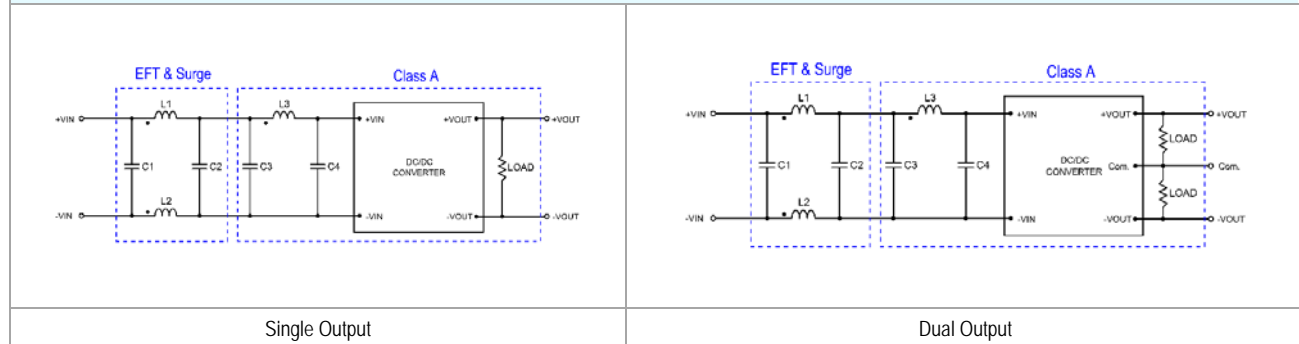 EFT & Surge
Class A
L1
L3
+VIN
+VIN
+VOUT
+VOUT
C1
C2
C3
C4
DC/DC
CONVERTER
LOAD
L2
-VIN
-VIN
-VOUT
-VOUT
Single Output
EFT & Surge
Class A
L1
L3
+VIN
+VIN
+VOUT
+VOUT
LOAD
C1
C2
C3
C4
DC/DC
CONVERTER
Com.
Com.
LOAD
L2
-VIN
-VIN
-VOUT
-VOUT
Dual Output